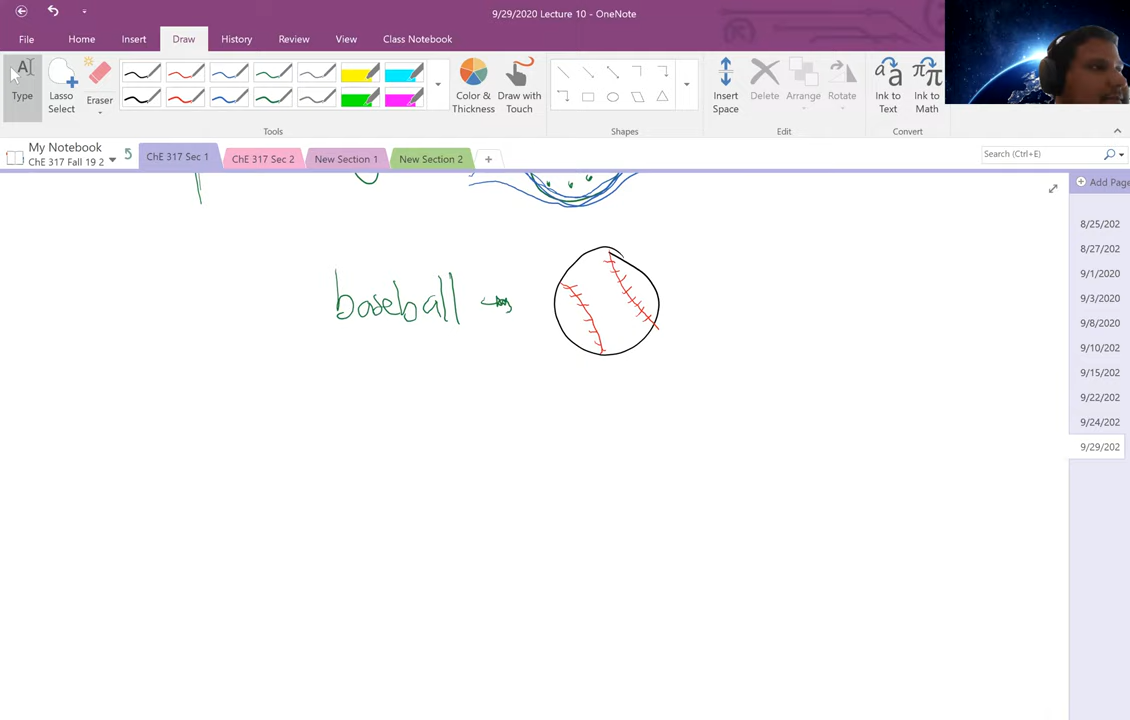 9/29/2020 Lecture 10 - OneNote
File Home Insert Draw History Review View Class Notebook
Type
Lasso Select
Eraser
Color & Thickness
Draw with Touch
Insert Space
Delete
Arrange
Rotate
Ink to Text
Ink to Math
Tools Shapes Edit Convert
My Notebook
ChE 317 Fall 19 2
ChE 317 Sec 1 ChE 317 Sec 2 New Section 1 New Section 2 +
Search (Ctrl+E)
Add Page
8/25/202
8/27/202
9/1/2020
9/3/2020
9/8/2020
9/10/202
9/15/202
9/22/202
9/24/202
9/29/202
baseball →